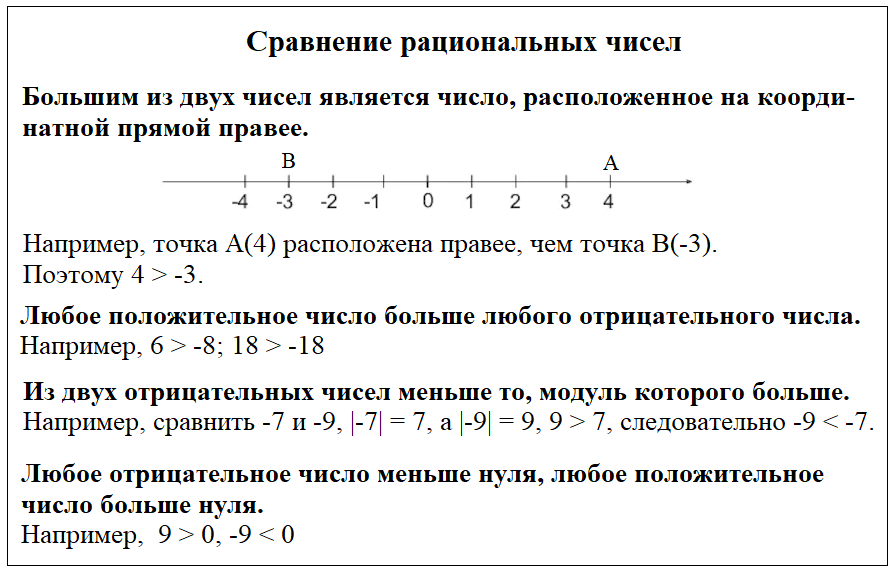 Сравнение рациональных чисел
Большим из двух чисел является число, расположенное на коорди-
натной прямой правее.
В А
-4 -3 -2 -1 0 1 2 3 4
Например, точка А(4) расположена правее, чем точка В(-3).
Поэтому 4 > -3.
Любое положительное число больше любого отрицательного числа.
Например, 6 > -8; 18 > -18
Из двух отрицательных чисел меньше то, модуль которого больше.
Например, сравнить -7 и -9, |-7| = 7, а |-9| = 9, 9 > 7, следовательно -9 < -7.
Любое отрицательное число меньше нуля, любое положительное
число больше нуля.
Например, 9 > 0, -9 < 0